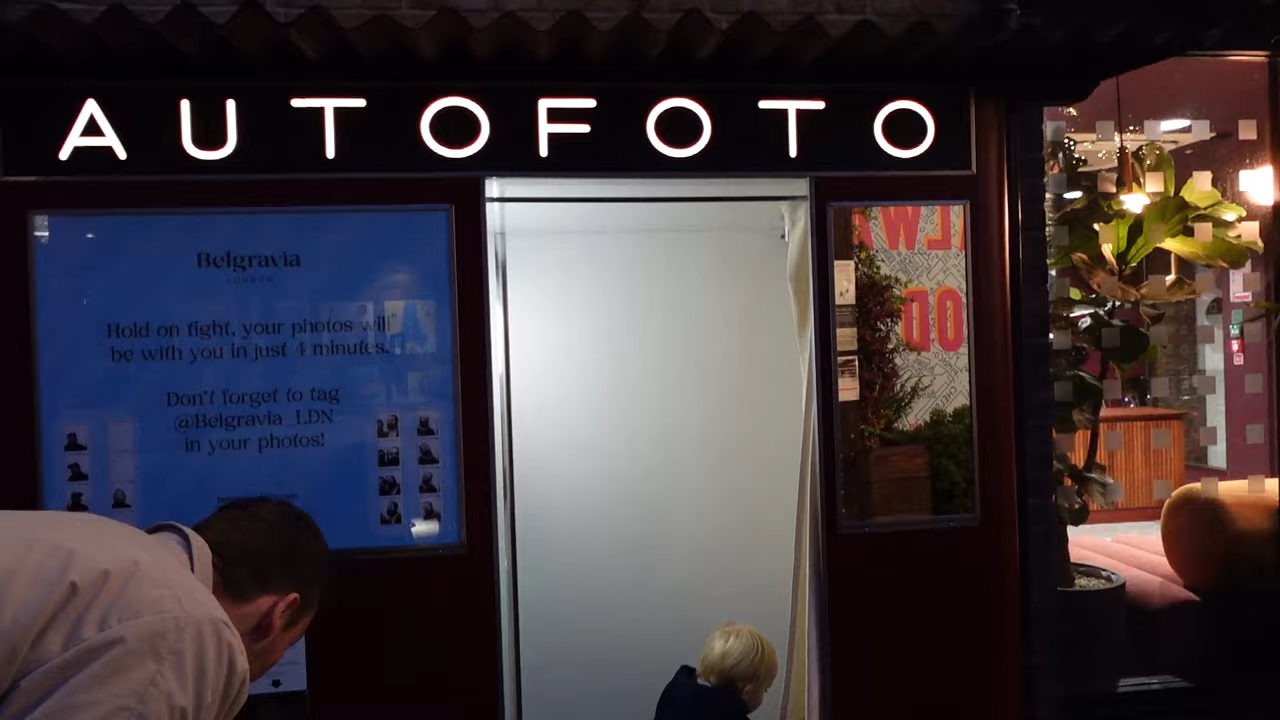 AUTOFOTO
Belgravia
LONDON
Hold on tight, your photos will
be with you in just 4 minutes.
Don't forget to tag
@Belgravia_LDN
in your photos!
OD